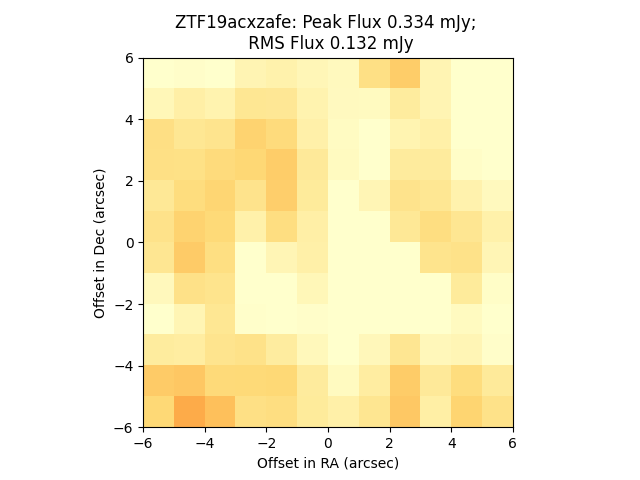 ZTF19acxzafe: Peak Flux 0.334 mJy;
RMS Flux 0.132 mJy
6
4
2
0
−2
−4
−6
Offset in Dec (arcsec)
−6 −4 −2 0 2 4 6
Offset in RA (arcsec)